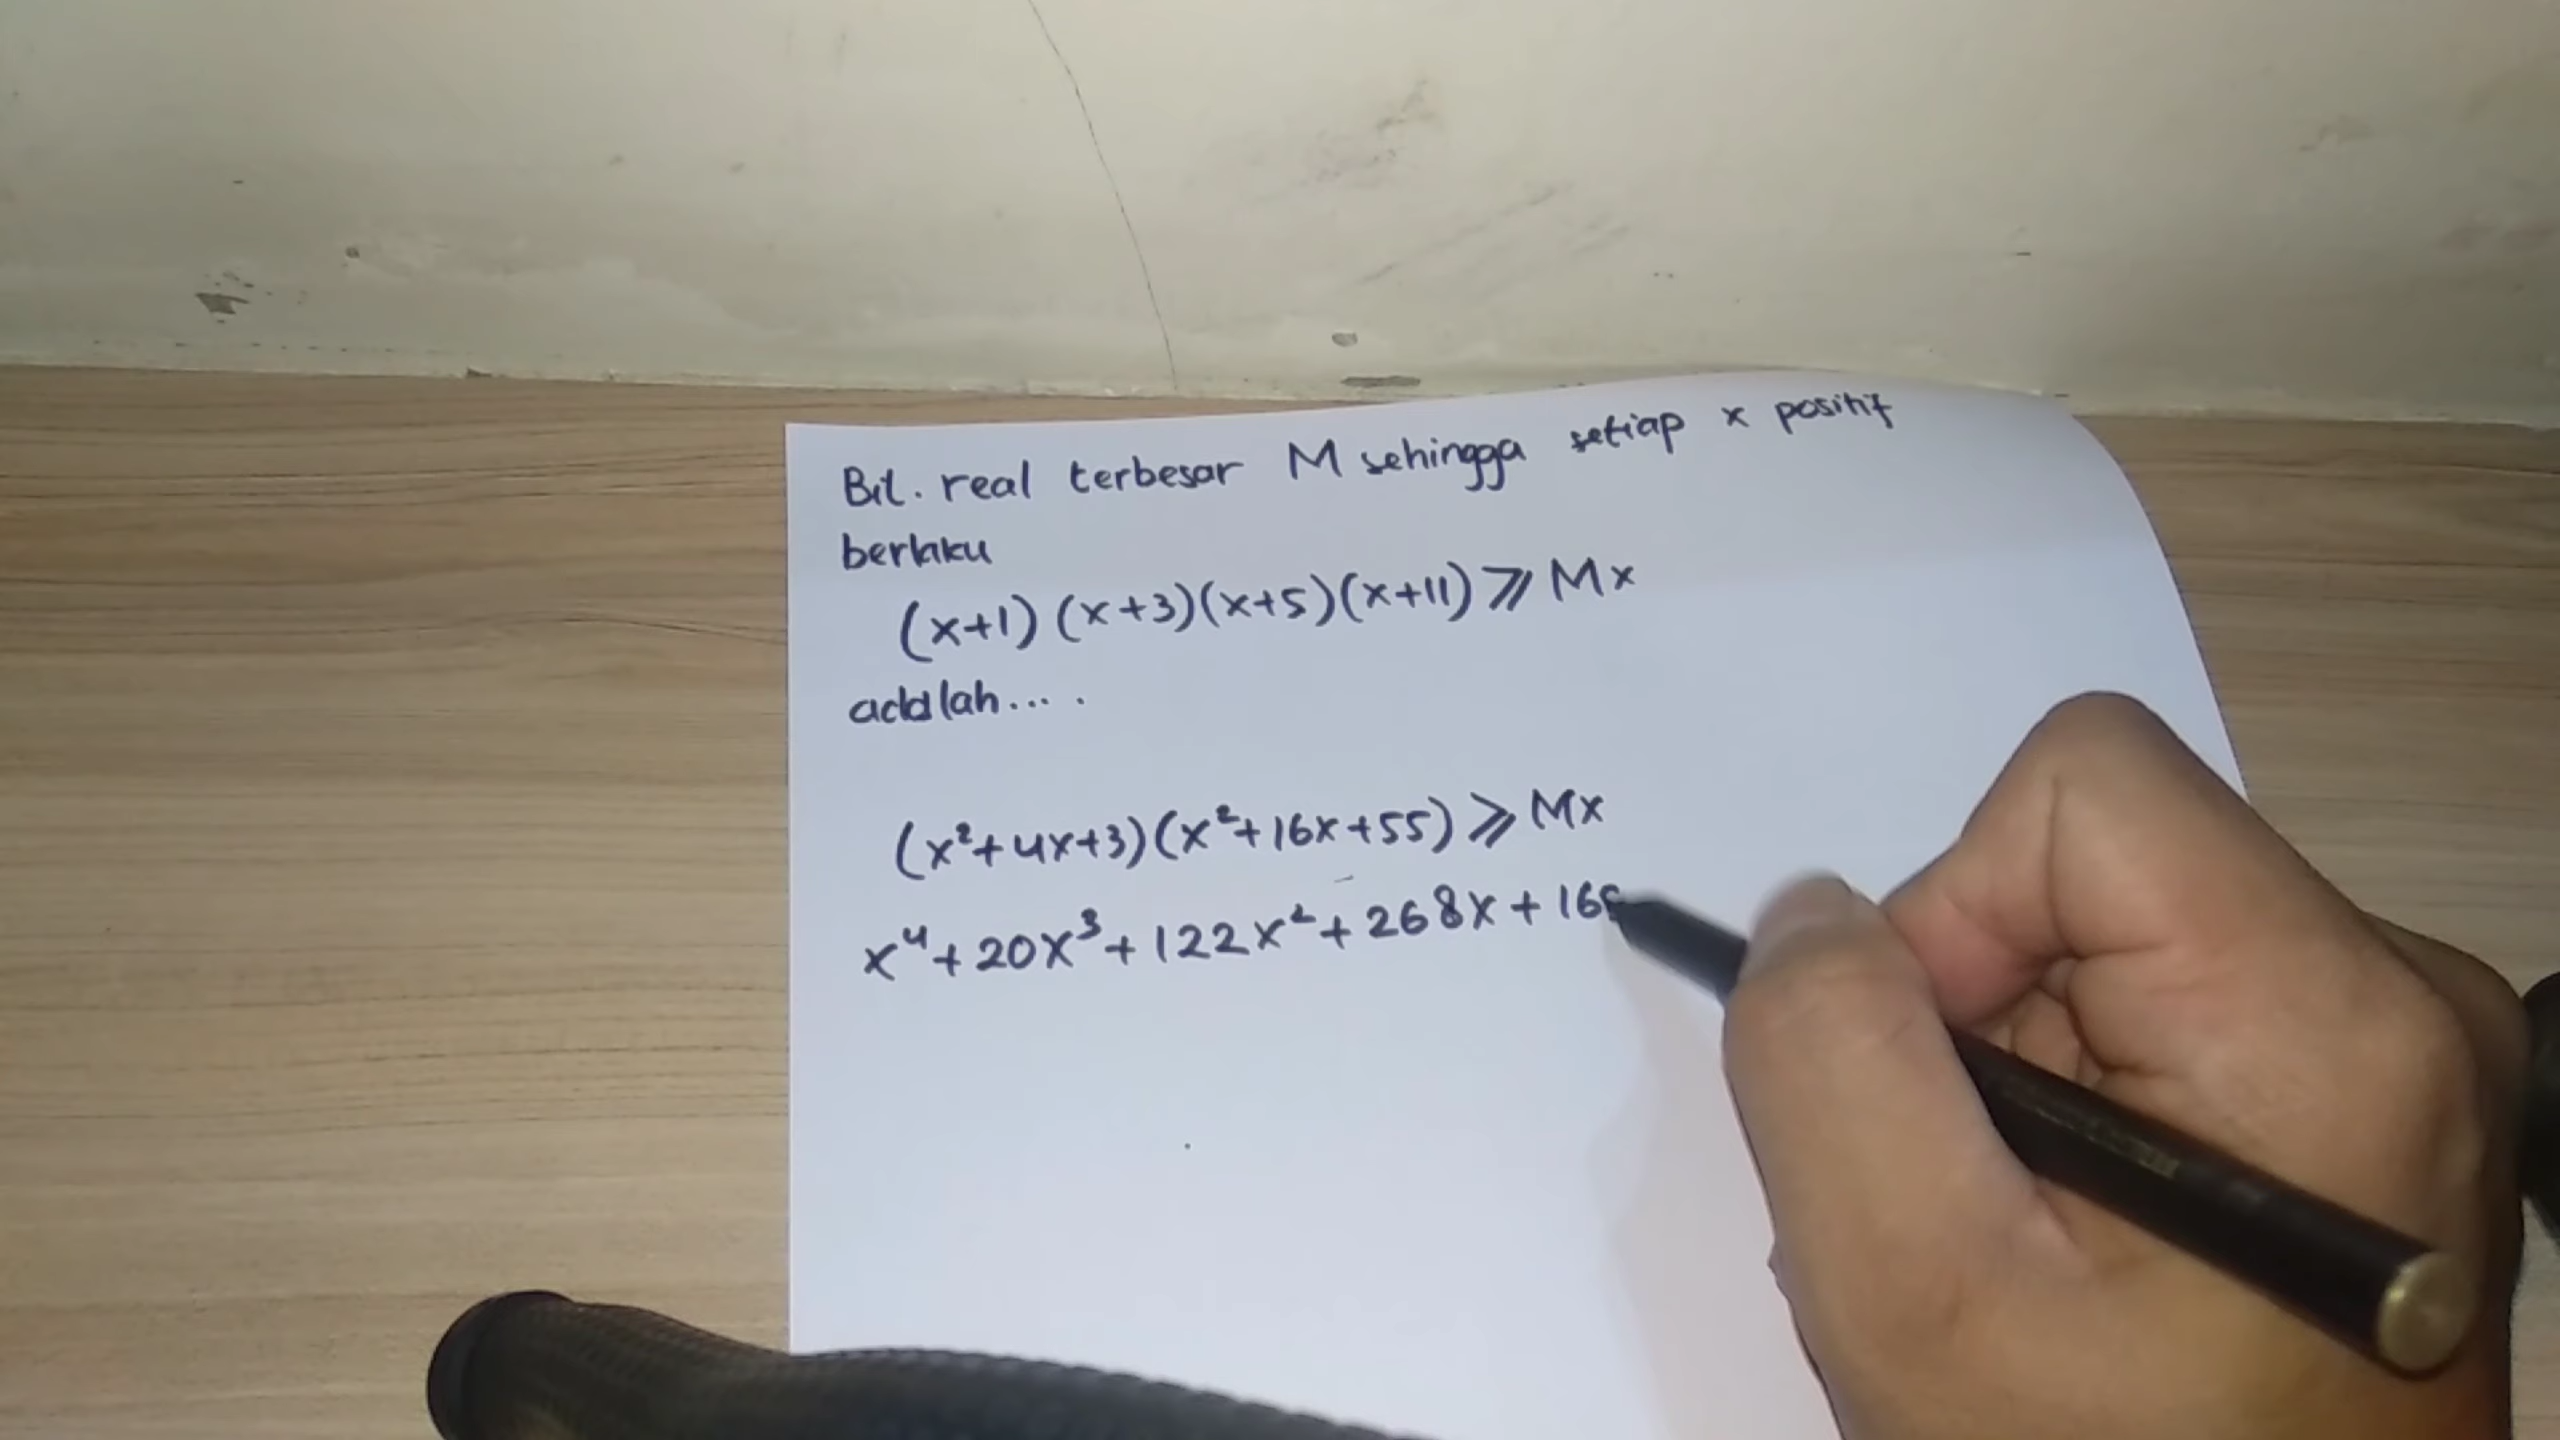 Bil. real terbesar M sehingga setiap x positif
berlaku
(x+1)(x+3)(x+5)(x+11) ⩾ Mx
adalah....
(x²+4x+3)(x²+16x+55) ⩾ Mx
x⁴+20x³+122x²+268x+16